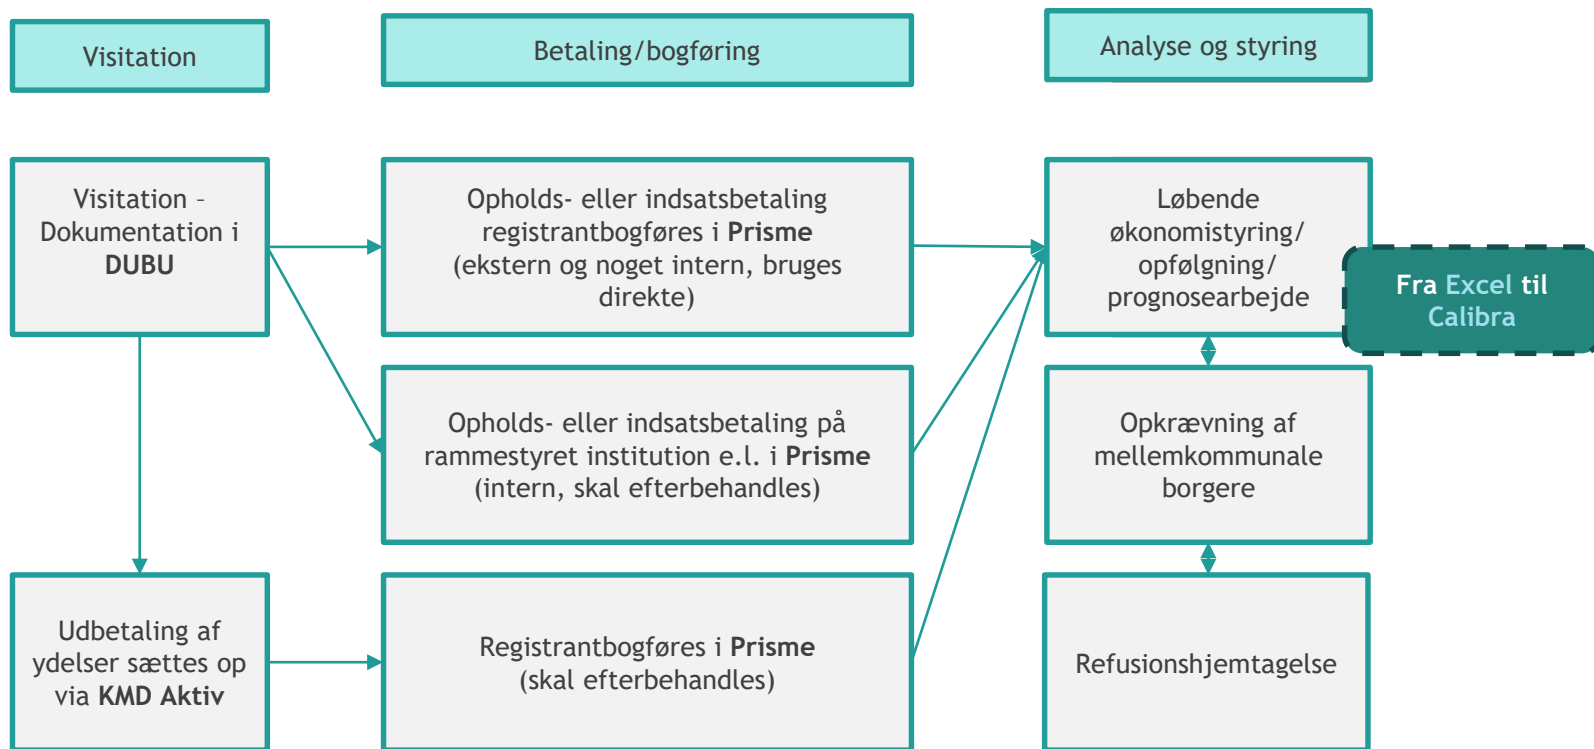 Visitation
Betaling/bogføring
Analyse og styring
Visitation –
Dokumentation i
DUBU
Opholds- eller indsatsbetaling
registrantbogføres i Prisme
(ekstern og noget intern, bruges
direkte)
Løbende
økonomistyring/
opfølgning/
prognosearbejde
Fra Excel til
Calibra
Opholds- eller indsatsbetaling på
rammestyret institution e.l. i Prisme
(intern, skal efterbehandles)
Opkrævning af
mellemkommunale
borgere
Udbetaling af
ydelser sættes op
via KMD Aktiv
Registrantbogføres i Prisme
(skal efterbehandles)
Refusionshjemtagelse